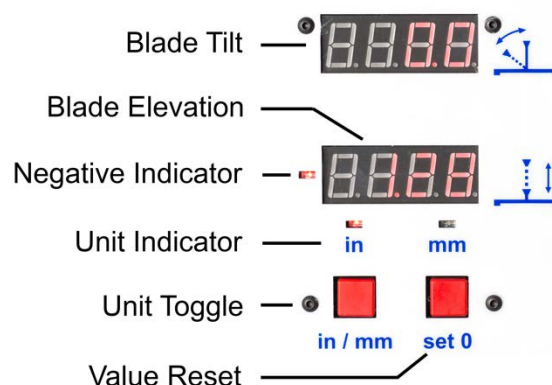 Blade Tilt
Blade Elevation
Negative Indicator
Unit Indicator
in
mm
Unit Toggle
in / mm
set 0
Value Reset